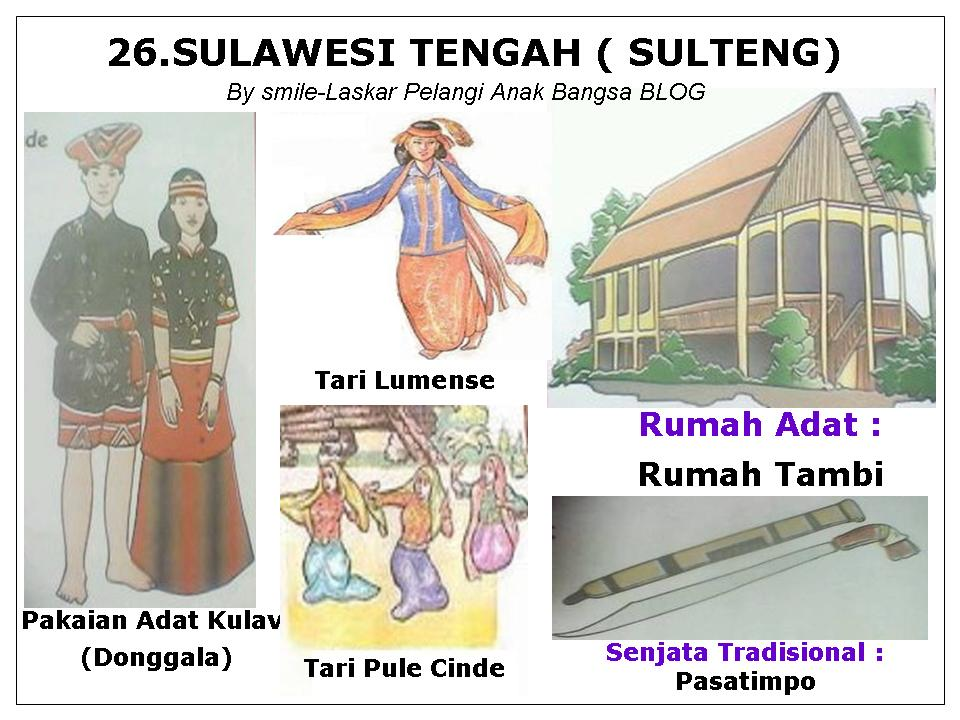 26.SULAWESI TENGAH ( SULTENG)
By smile-Laskar Pelangi Anak Bangsa BLOG
de
Tari Lumense
Rumah Adat :
Rumah Tambi
Pakaian Adat Kulav
(Donggala)
Tari Pule Cinde
Senjata Tradisional :
Pasatimpo